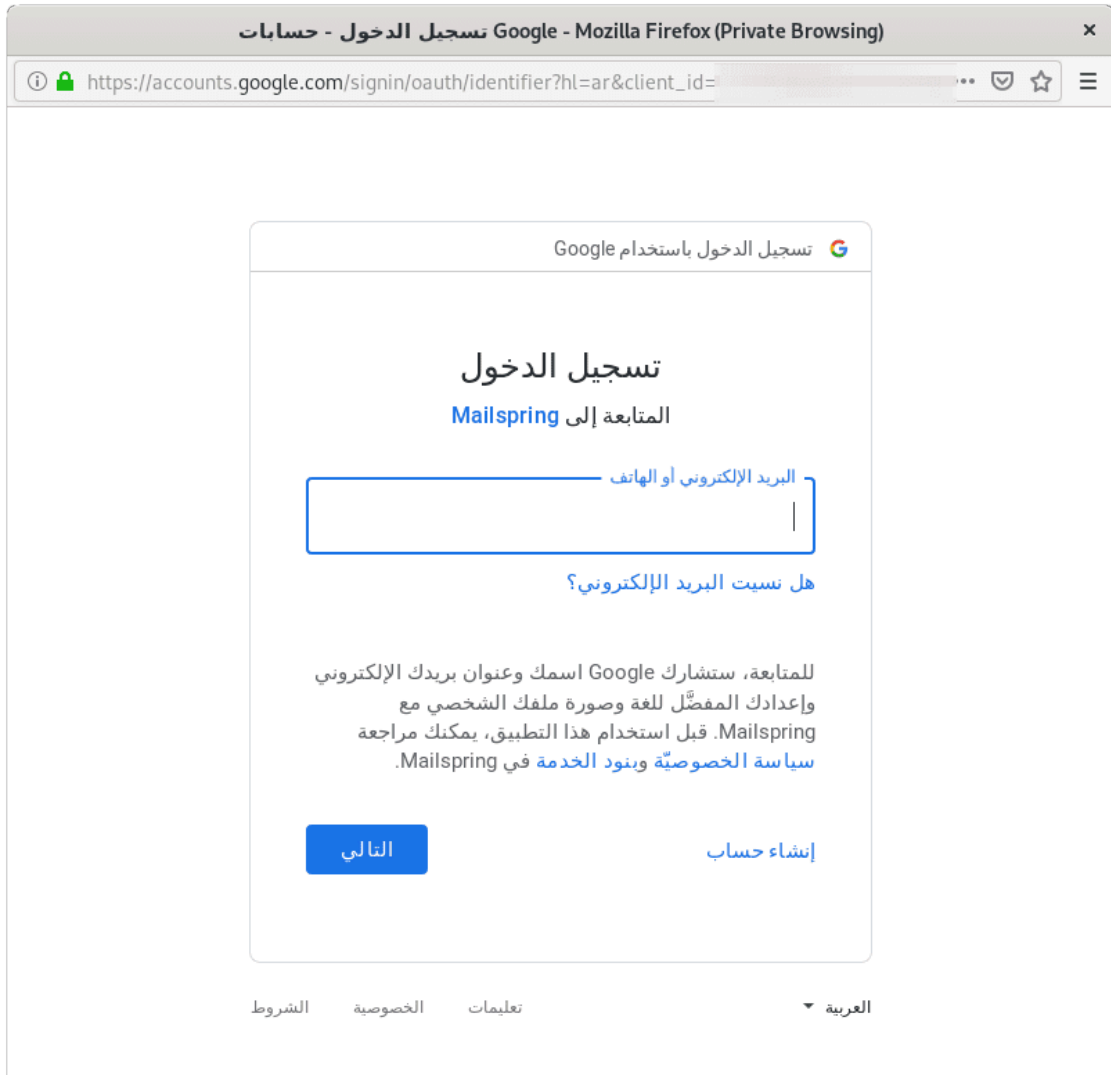 تسجيل الدخول - حسابات Google - Mozilla Firefox (Private Browsing)
https://accounts.google.com/signin/oauth/identifier?hl=ar&client_id=
تسجيل الدخول باستخدام Google
تسجيل الدخول
المتابعة إلى Mailspring
البريد الإلكتروني أو الهاتف
هل نسيت البريد الإلكتروني؟
للمتابعة، ستشارك Google اسمك وعنوان بريدك الإلكتروني
وإعدادك المفضَّل للغة وصورة ملفك الشخصي مع
Mailspring. قبل استخدام هذا التطبيق، يمكنك مراجعة
سياسة الخصوصيّة وبنود الخدمة في Mailspring.
إنشاء حساب
التالي
العربية
تعليمات الخصوصية الشروط